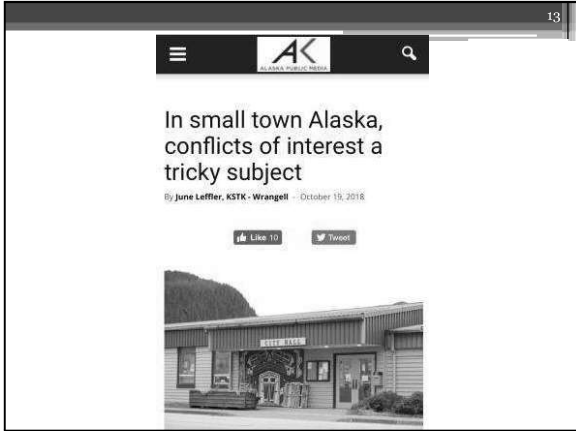 13
AK
ALASKA PUBLIC MEDIA
In small town Alaska,
conflicts of interest a
tricky subject
By June Leffler, KSTK - Wrangell - October 19, 2018
Like 10
Tweet
CITY HALL